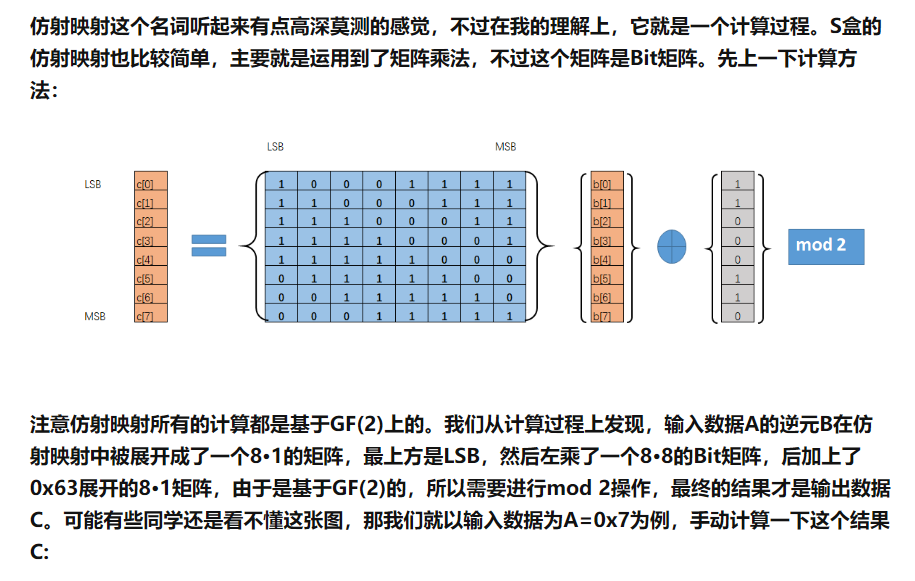 仿射映射这个名词听起来有点高深莫测的感觉，不过在我的理解上，它就是一个计算过程。S盒的
仿射映射也比较简单，主要就是运用到了矩阵乘法，不过这个矩阵是Bit矩阵。先上一下计算方
法：
LSB MSB
LSB c[0] 1 0 0 0 1 1 1 1 b[0] 1
c[1] 1 1 0 0 0 1 1 1 b[1] 1
c[2] 1 1 1 0 0 0 1 1 b[2] 0
c[3] 1 1 1 1 0 0 0 1 b[3] 0 mod 2
c[4] 1 1 1 1 1 0 0 0 b[4] 0
c[5] 0 1 1 1 1 1 0 0 b[5] 1
c[6] 0 0 1 1 1 1 1 0 b[6] 1
MSB c[7] 0 0 0 1 1 1 1 1 b[7] 0
注意仿射映射所有的计算都是基于GF(2)上的。我们从计算过程上发现，输入数据A的逆元B在仿
射映射中被展开成了一个8•1的矩阵，最上方是LSB，然后左乘了一个8•8的Bit矩阵，后加上了
0x63展开的8•1矩阵，由于是基于GF(2)的，所以需要进行mod 2操作，最终的结果才是输出数据
C。可能有些同学还是看不懂这张图，那我们就以输入数据为A=0x7为例，手动计算一下这个结果
C: